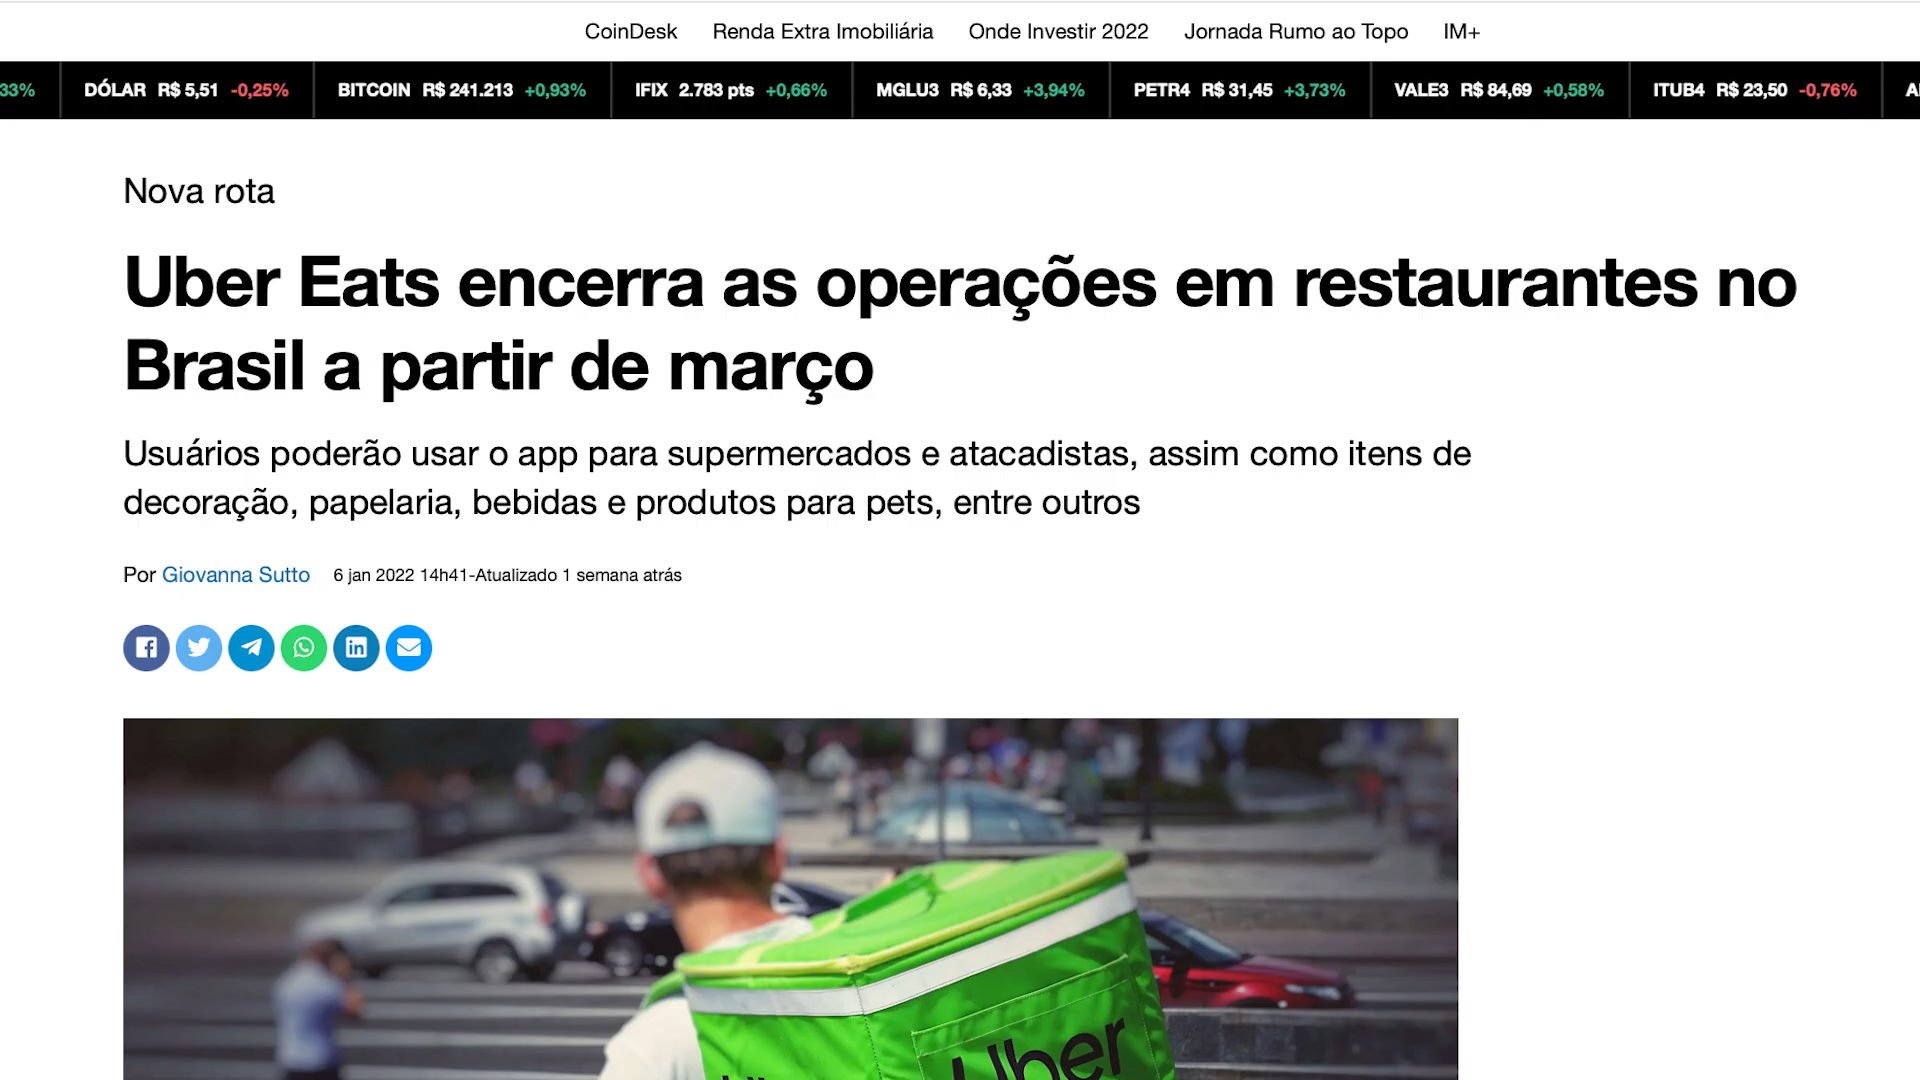 CoinDesk Renda Extra Imobiliária Onde Investir 2022 Jornada Rumo ao Topo IM+
33% DÓLAR R$ 5,51 -0,25% BITCOIN R$ 241.213 +0,93% IFIX 2.783 pts +0,66% MGLU3 R$ 6,33 +3,94% PETR4 R$ 31,45 +3,73% VALE3 R$ 84,69 +0,58% ITUB4 R$ 23,50 -0,76%
Nova rota
Uber Eats encerra as operações em restaurantes no
Brasil a partir de março
Usuários poderão usar o app para supermercados e atacadistas, assim como itens de
decoração, papelaria, bebidas e produtos para pets, entre outros
Por Giovanna Sutto 6 jan 2022 14h41-Atualizado 1 semana atrás
Uber